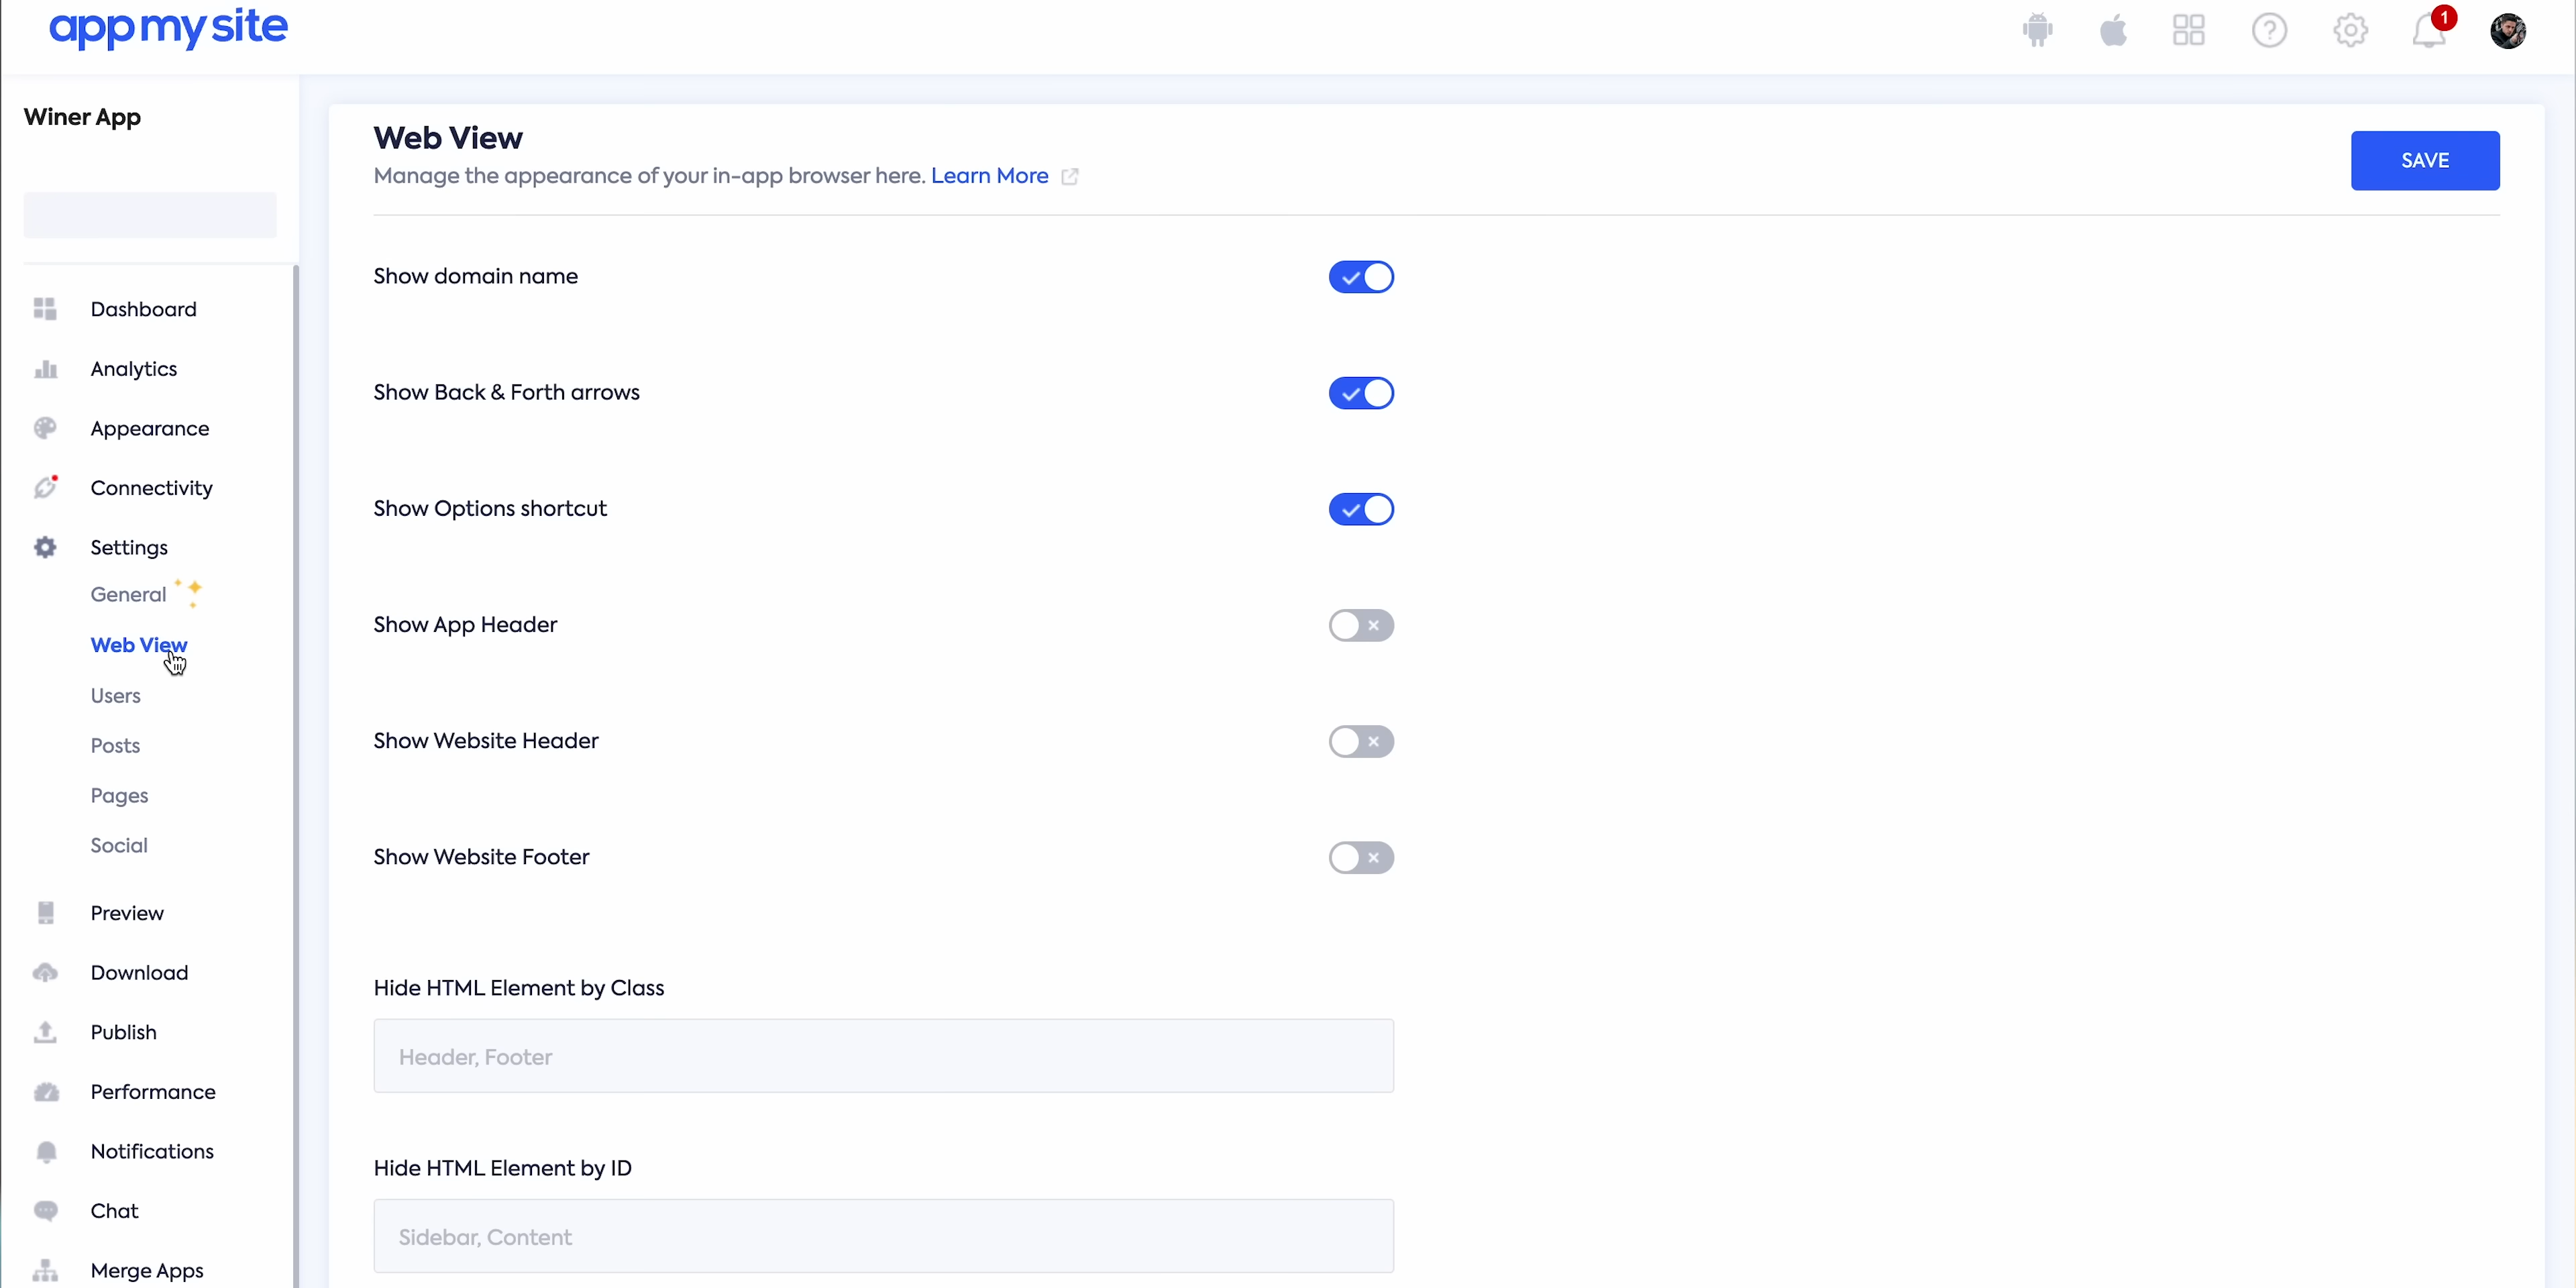 appmysite
1
Winer App
Dashboard
Analytics
Appearance
Connectivity
Settings
General
Web View
Users
Posts
Pages
Social
Preview
Download
Publish
Performance
Notifications
Chat
Merge Apps
Web View
Manage the appearance of your in-app browser here. Learn More
SAVE
Show domain name
Show Back & Forth arrows
Show Options shortcut
Show App Header
Show Website Header
Show Website Footer
Hide HTML Element by Class
Header, Footer
Hide HTML Element by ID
Sidebar, Content